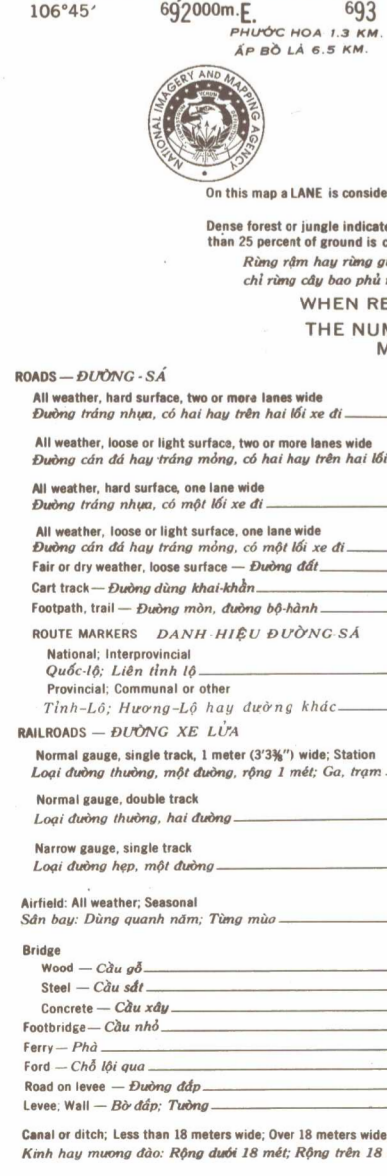 106°45′ 692000m.E. 693
PHƯỚC HOA 1.3 KM.
ẤP BỒ LÀ 6.5 KM.
NATIONAL IMAGERY AND MAPPING AGENCY
On this map a LANE is conside
Dense forest or jungle indicate
than 25 percent of ground is c
Rừng rậm hay rừng g
chỉ rừng cây bao phủ
WHEN RE
THE NUM
M
ROADS — ĐƯỜNG - SÁ
All weather, hard surface, two or more lanes wide
Đường tráng nhựa, có hai hay trên hai lối xe đi
All weather, loose or light surface, two or more lanes wide
Đường cán đá hay tráng mỏng, có hai hay trên hai lối
All weather, hard surface, one lane wide
Đường tráng nhựa, có một lối xe đi
All weather, loose or light surface, one lane wide
Đường cán đá hay tráng mỏng, có một lối xe đi
Fair or dry weather, loose surface — Đường đất
Cart track — Đường dùng khai-khẩn
Footpath, trail — Đường mòn, đường bộ-hành
ROUTE MARKERS DANH HIỆU ĐƯỜNG-SÁ
National; Interprovincial
Quốc-lộ; Liên tỉnh lộ
Provincial; Communal or other
Tỉnh-Lộ; Hương-Lộ hay đường khác
RAILROADS — ĐƯỜNG XE LỬA
Normal gauge, single track, 1 meter (3'3⅜") wide; Station
Loại đường thường, một đường, rộng 1 mét; Ga, trạm
Normal gauge, double track
Loại đường thường, hai đường
Narrow gauge, single track
Loại đường hẹp, một đường
Airfield: All weather; Seasonal
Sân bay: Dùng quanh năm; Từng mùa
Bridge
Wood — Cầu gỗ
Steel — Cầu sắt
Concrete — Cầu xây
Footbridge — Cầu nhỏ
Ferry — Phà
Ford — Chỗ lội qua
Road on levee — Đường đắp
Levee; Wall — Bờ đắp; Tường
Canal or ditch; Less than 18 meters wide; Over 18 meters wide
Kinh hay mương đào: Rộng dưới 18 mét; Rộng trên 18